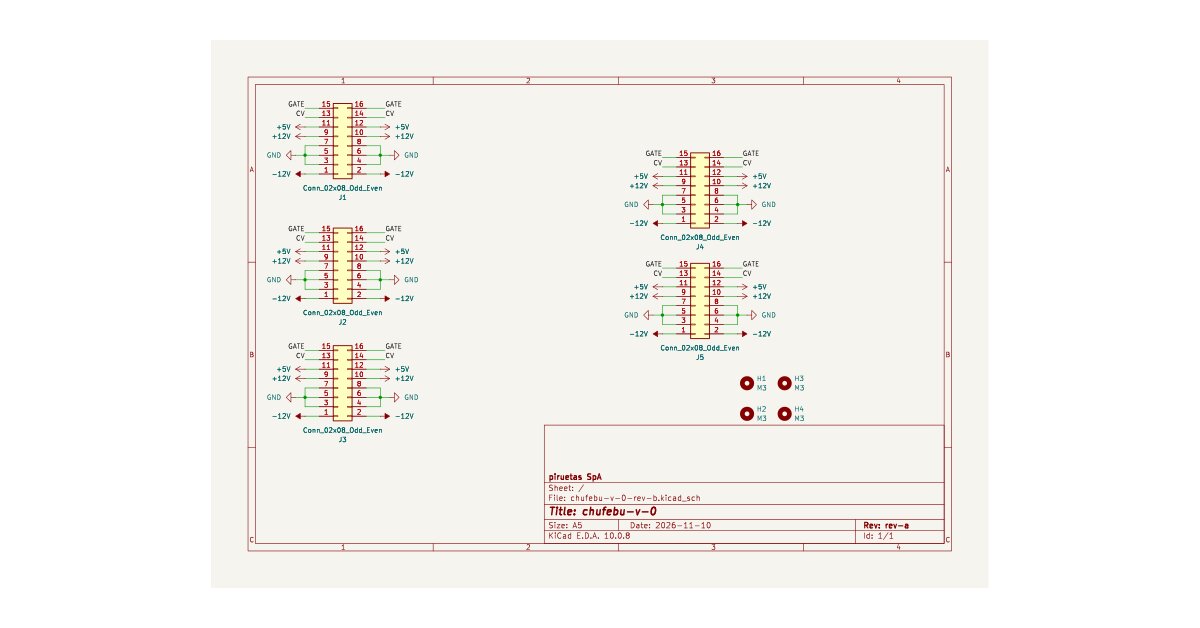 1 2 3 4
A
B
C
A
B
C
GATE 15 16 GATE
CV 13 14 CV
+5V 11 12 +5V
+12V 9 10 +12V
7 8
GND 5 6 GND
3 4
-12V 1 2 -12V
Conn_02x08_Odd_Even
J1
GATE 15 16 GATE
CV 13 14 CV
+5V 11 12 +5V
+12V 9 10 +12V
7 8
GND 5 6 GND
3 4
-12V 1 2 -12V
Conn_02x08_Odd_Even
J2
GATE 15 16 GATE
CV 13 14 CV
+5V 11 12 +5V
+12V 9 10 +12V
7 8
GND 5 6 GND
3 4
-12V 1 2 -12V
Conn_02x08_Odd_Even
J3
GATE 15 16 GATE
CV 13 14 CV
+5V 11 12 +5V
+12V 9 10 +12V
7 8
GND 5 6 GND
3 4
-12V 1 2 -12V
Conn_02x08_Odd_Even
J4
GATE 15 16 GATE
CV 13 14 CV
+5V 11 12 +5V
+12V 9 10 +12V
7 8
GND 5 6 GND
3 4
-12V 1 2 -12V
Conn_02x08_Odd_Even
J5
H1 H3
M3 M3
H2 H4
M3 M3
piruetas SpA
Sheet: /
File: chufebu-v-0-rev-b.kicad_sch
Title: chufebu-v-0
Size: A5 Date: 2026-11-10 Rev: rev-a
KiCad E.D.A. 10.0.8 Id: 1/1
1 2 3 4